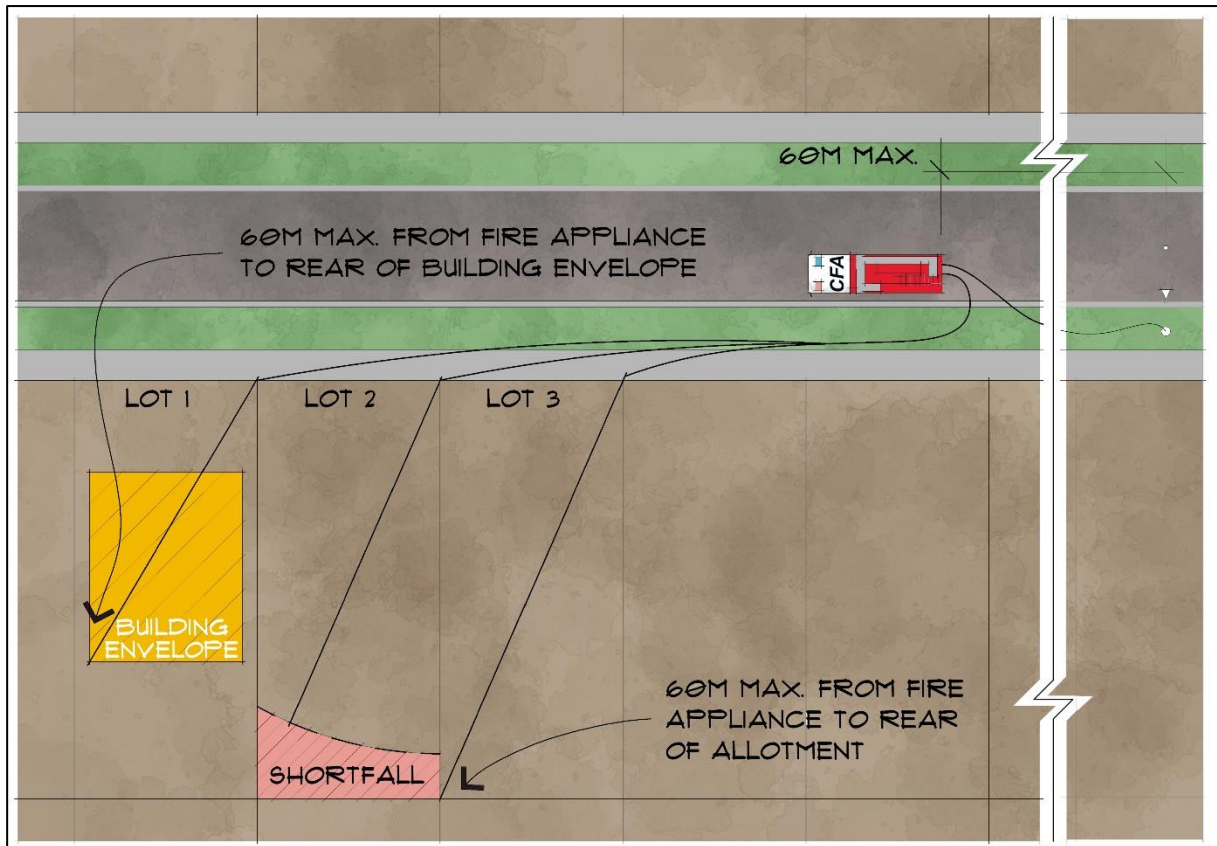 60M MAX.
60M MAX. FROM FIRE APPLIANCE
TO REAR OF BUILDING ENVELOPE
CFA
LOT 1
LOT 2
LOT 3
BUILDING
ENVELOPE
60M MAX. FROM FIRE
APPLIANCE TO REAR
OF ALLOTMENT
SHORTFALL